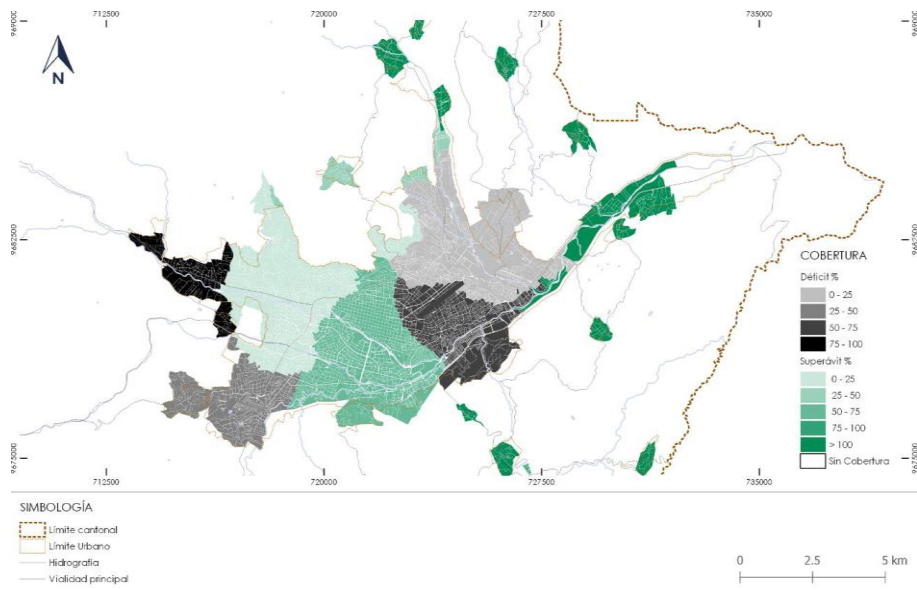 712500 720000 727500 735000
9690000 9690000
N
9682500 9682500
COBERTURA
Déficit %
0 - 25
25 - 50
50 - 75
75 - 100
Superávit %
0 - 25
25 - 50
50 - 75
75 - 100
> 100
Sin Cobertura
9675000 9675000
712500 720000 727500 735000
SIMBOLOGÍA
Límite cantonal
Límite Urbano
Hidrografia
Vialidad principal
0 2.5 5 km